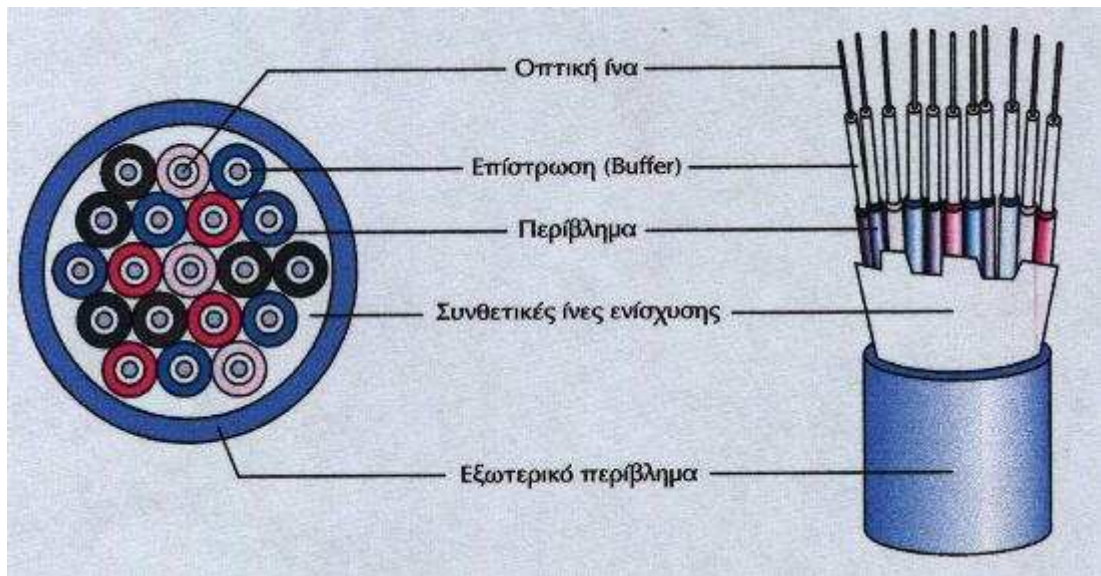 Οπτική ίνα
Επίστρωση (Buffer)
Περίβλημα
Συνθετικές ίνες ενίσχυσης
Εξωτερικό περίβλημα